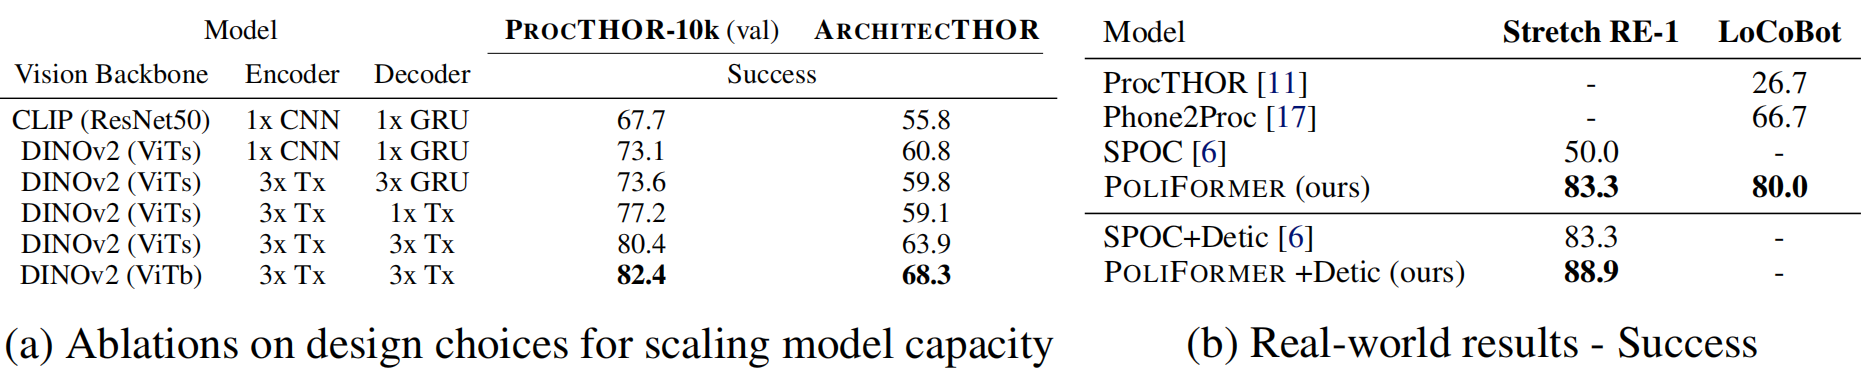 Model PROCTHOR-10k (val) ARCHITECTHOR
Vision Backbone Encoder Decoder Success
CLIP (ResNet50) 1x CNN 1x GRU 67.7 55.8
DINOv2 (ViTs) 1x CNN 1x GRU 73.1 60.8
DINOv2 (ViTs) 3x Tx 3x GRU 73.6 59.8
DINOv2 (ViTs) 3x Tx 1x Tx 77.2 59.1
DINOv2 (ViTs) 3x Tx 3x Tx 80.4 63.9
DINOv2 (ViTb) 3x Tx 3x Tx 82.4 68.3
(a) Ablations on design choices for scaling model capacity
Model Stretch RE-1 LoCoBot
ProcTHOR [11] - 26.7
Phone2Proc [17] - 66.7
SPOC [6] 50.0 -
POLIFORMER (ours) 83.3 80.0
SPOC+Detic [6] 83.3 -
POLIFORMER +Detic (ours) 88.9 -
(b) Real-world results - Success